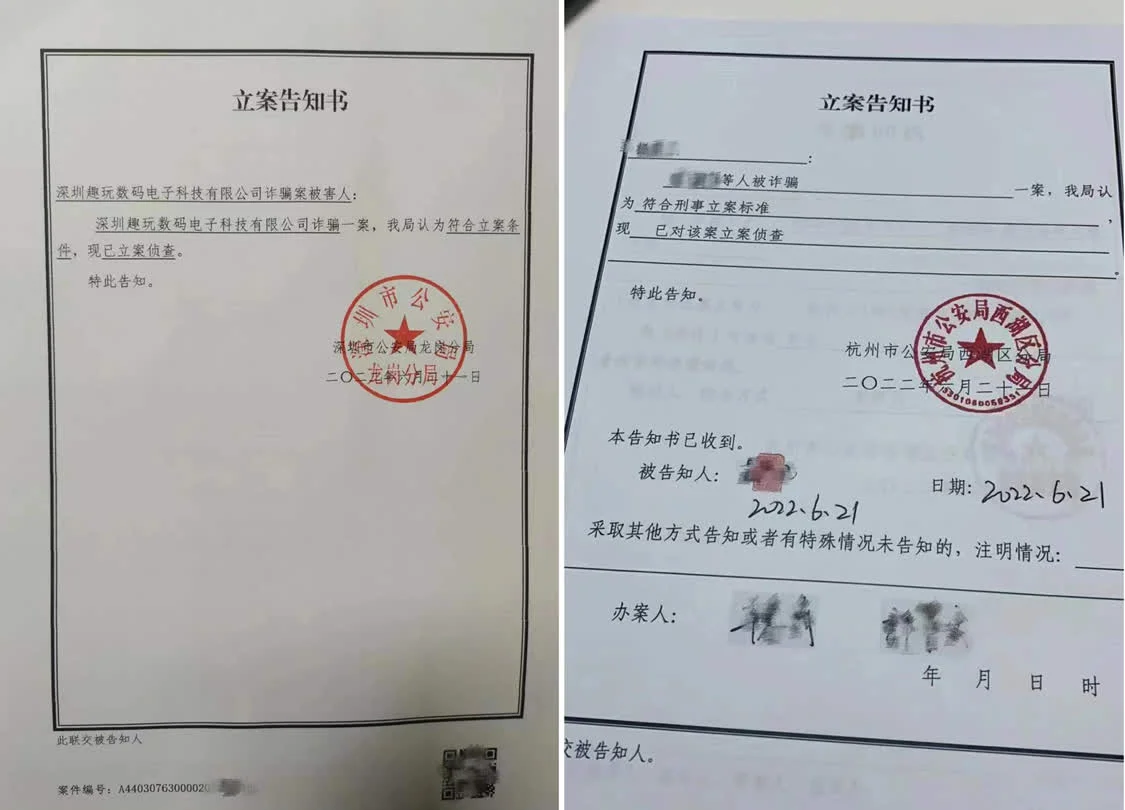 立案告知书
深圳趣玩数码电子科技有限公司诈骗案被害人：
深圳趣玩数码电子科技有限公司诈骗一案，我局认为符合立案条
件，现已立案侦查。
特此告知。
深圳市公安局
龙岗分局
深圳市公安局龙岗分局
二〇二二年六月二十一日
此联交被告知人
案件编号：A4403076300002
立案告知书
：
等人被诈骗 一案，我局认
为 符合刑事立案标准 ，
现 已对该案立案侦查
。
特此告知。
杭州市公安局西湖区分局
杭州市公安局西湖区分局
二〇二二年六月二十一日
本告知书已收到。
被告知人：
日期：2022.6.21
2022.6.21
采取其他方式告知或者有特殊情况未告知的，注明情况：
办案人：
年 月 日 时
交被告知人。